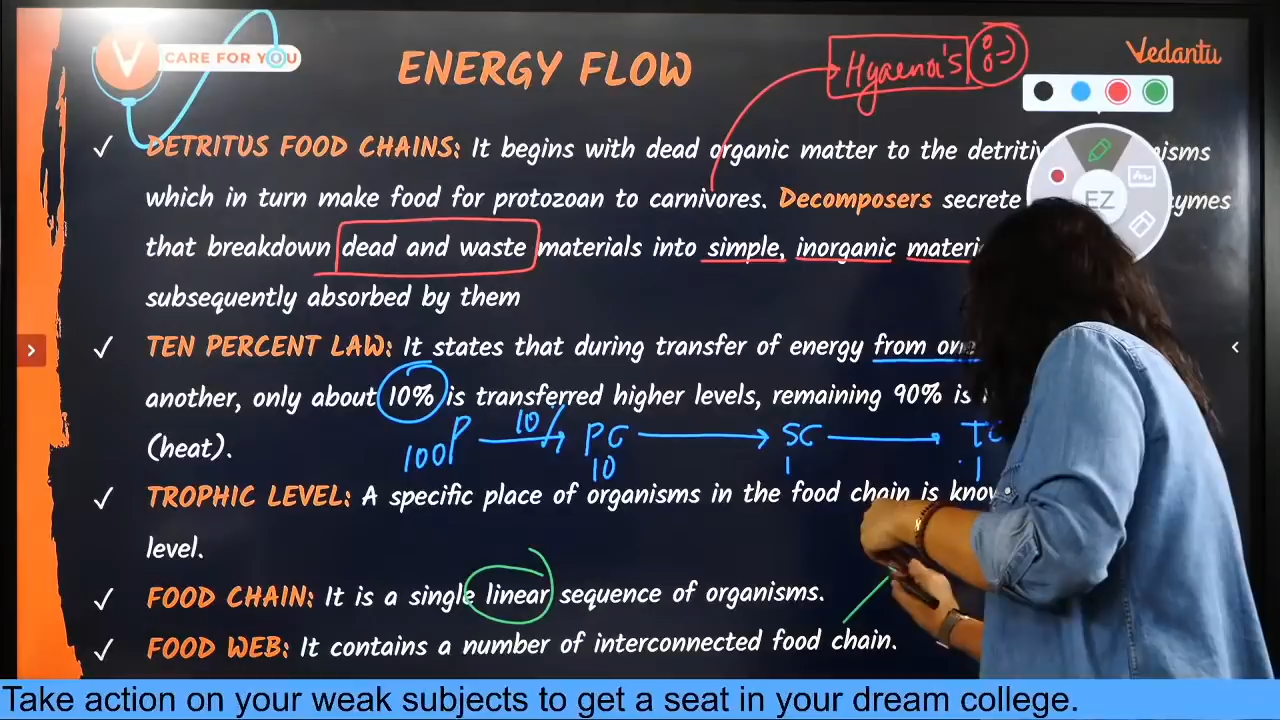 V CARE FOR YOU
ENERGY FLOW
Hyaena's
Vedantu
EZ
✓ DETRITUS FOOD CHAINS: It begins with dead organic matter to the
which in turn make food for protozoan to carnivores. Decomposers secrete
that breakdown dead and waste materials into simple, inorganic
subsequently absorbed by them
✓ TEN PERCENT LAW: It states that during transfer of energy from one
another, only about 10% is transferred higher levels, remaining 90% is
100P 10% PC SC TC
10 1 .1
(heat).
✓ TROPHIC LEVEL: A specific place of organisms in the food chain is
level.
✓ FOOD CHAIN: It is a single linear sequence of organisms.
✓ FOOD WEB: It contains a number of interconnected food chain.
Take action on your weak subjects to get a seat in your dream college.